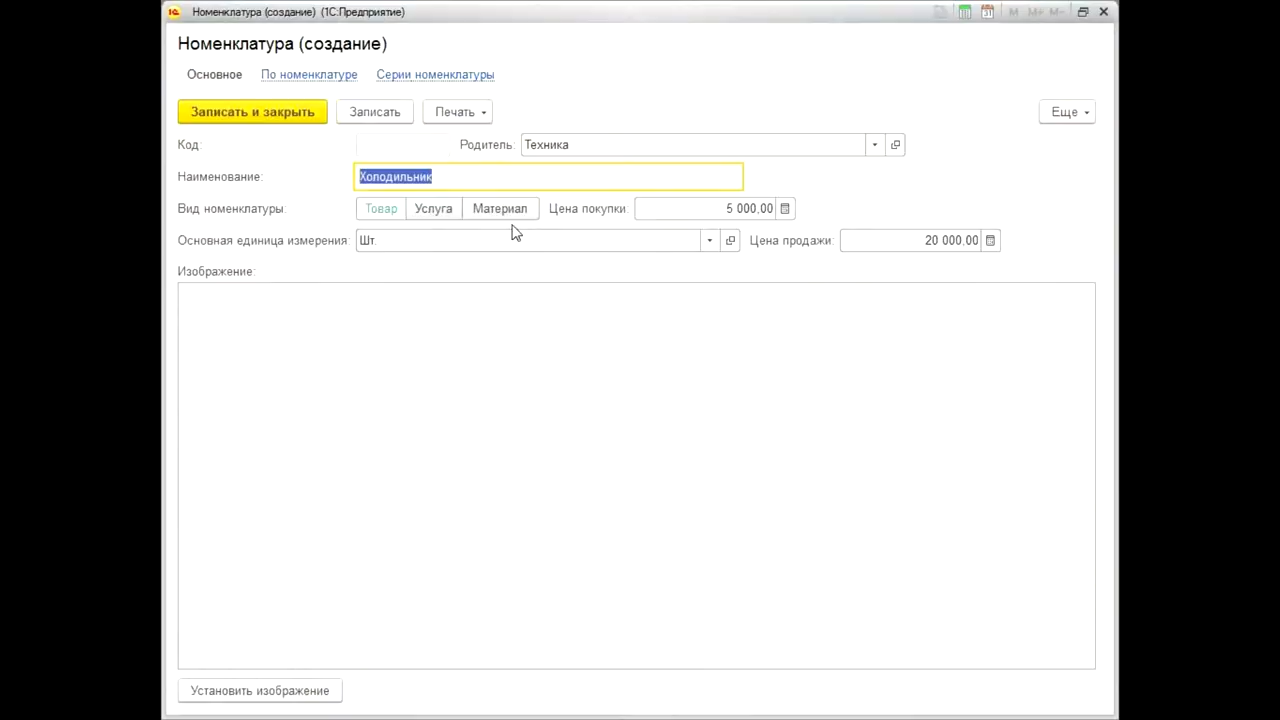 Номенклатура (создание) (1С:Предприятие)
M M+ M-
Номенклатура (создание)
Основное По номенклатуре Серии номенклатуры
Записать и закрыть Записать Печать Еще
Код: Родитель: Техника
Наименование: Холодильник
Вид номенклатуры: Товар Услуга Материал Цена покупки: 5 000,00
Основная единица измерения: Шт. Цена продажи: 20 000,00
Изображение:
Установить изображение